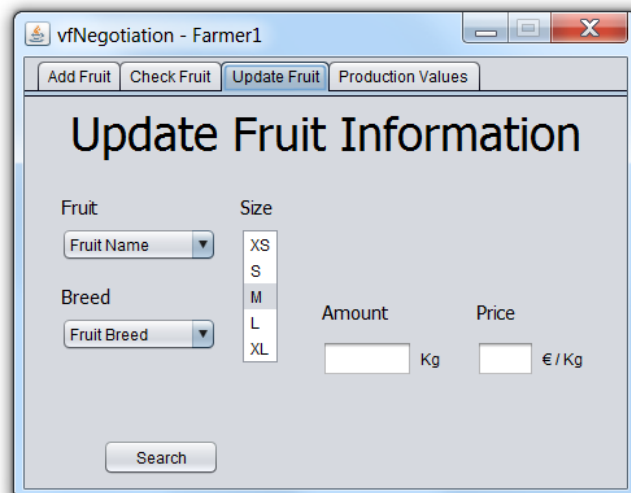 vfNegotiation - Farmer1
Add Fruit Check Fruit Update Fruit Production Values
Update Fruit Information
Fruit
Fruit Name
Breed
Fruit Breed
Size
XS
S
M
L
XL
Amount
Kg
Price
€ / Kg
Search